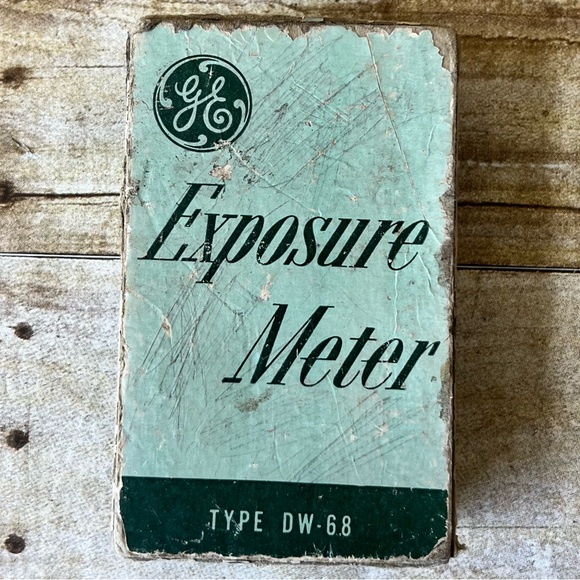 GE
Exposure
Meter
TYPE DW-68